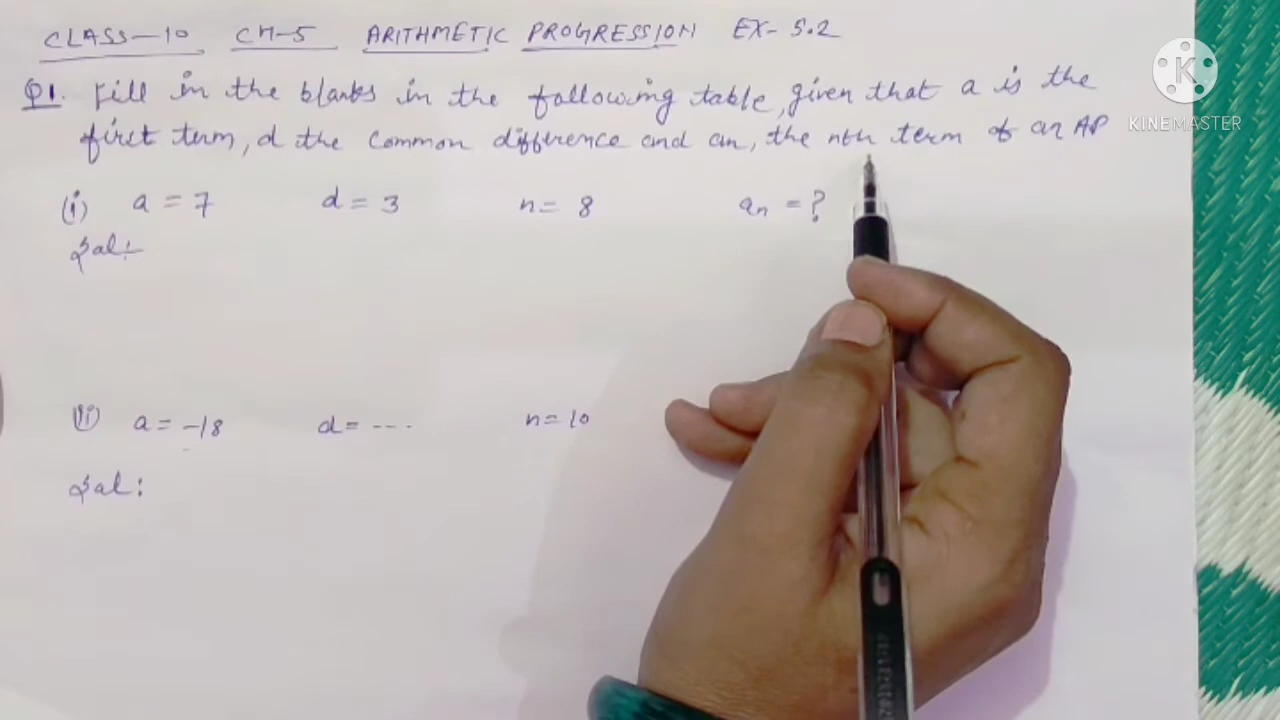 CLASS-10 CH-5 ARITHMETIC PROGRESSION EX- 5.2
Q1. Fill in the blanks in the following table, given that a is the
first term, d the common difference and an, the nth term of an AP
(i) a = 7 d = 3 n = 8 an = ?
Sol:-
(ii) a = -18 d = --- n = 10
Sol:
K
KINEMASTER